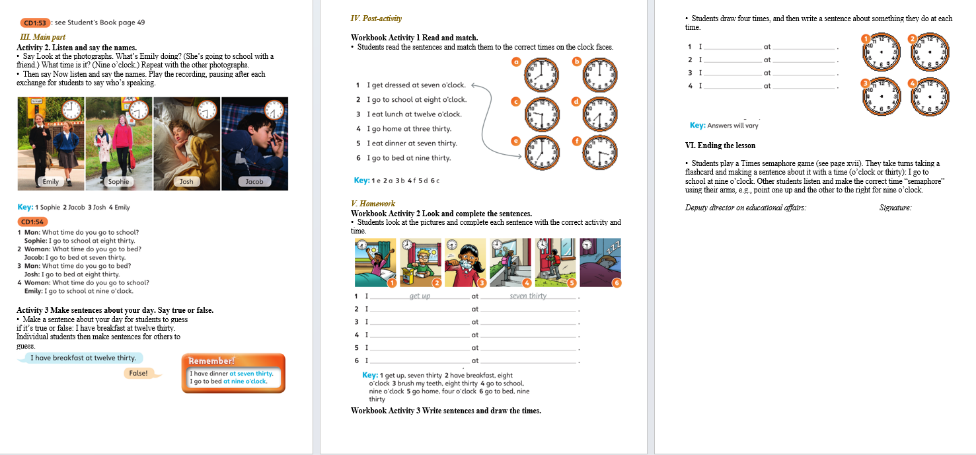 CD1:53 : see Student's Book page 49
III. Main part
Activity 2. Listen and say the names.
• Say Look at the photographs. What's Emily doing? (She's going to school with a
friend.) What time is it? (Nine o'clock.) Repeat with the other photographs.
• Then say Now listen and say the names. Play the recording, pausing after each
exchange for students to say who's speaking.
Emily
Sophie
Josh
Jacob
Key: 1 Sophie 2 Jacob 3 Josh 4 Emily
CD1:54
1 Man: What time do you go to school?
Sophie: I go to school at eight thirty.
2 Woman: What time do you go to bed?
Jacob: I go to bed at seven thirty.
3 Man: What time do you go to bed?
Josh: I go to bed at eight thirty.
4 Woman: What time do you go to school?
Emily: I go to school at nine o'clock.
Activity 3 Make sentences about your day. Say true or false.
• Make a sentence about your day for students to guess
if it's true or false: I have breakfast at twelve thirty.
Individual students then make sentences for others to
guess.
I have breakfast at twelve thirty.
False!
Remember!
I have dinner at seven thirty.
I go to bed at nine o'clock.
IV. Post-activity
Workbook Activity 1 Read and match.
• Students read the sentences and match them to the correct times on the clock faces.
1 I get dressed at seven o'clock.
2 I go to school at eight o'clock.
3 I eat lunch at twelve o'clock.
4 I go home at three thirty.
5 I eat dinner at seven thirty.
6 I go to bed at nine thirty.
a
b
c
d
e
f
Key: 1 e 2 a 3 b 4 f 5 d 6 c
V. Homework
Workbook Activity 2 Look and complete the sentences.
• Students look at the pictures and complete each sentence with the correct activity and
time.
1
2
3
4
5
6
1 I get up at seven thirty .
2 I at .
3 I at .
4 I at .
5 I at .
6 I at .
Key: 1 get up, seven thirty 2 have breakfast, eight
o'clock 3 brush my teeth, eight thirty 4 go to school,
nine o'clock 5 go home, four o'clock 6 go to bed, nine
thirty
Workbook Activity 3 Write sentences and draw the times.
• Students draw four times, and then write a sentence about something they do at each
time.
1 I at .
2 I at .
3 I at .
4 I at .
1
2
3
4
Key: Answers will vary
VI. Ending the lesson
• Students play a Times semaphore game (see page xvii). They take turns taking a
flashcard and making a sentence about it with a time (o'clock or thirty): I go to
school at nine o'clock. Other students listen and make the correct time "semaphore"
using their arms, e.g., point one up and the other to the right for nine o'clock.
Deputy director on educational affairs: Signature: